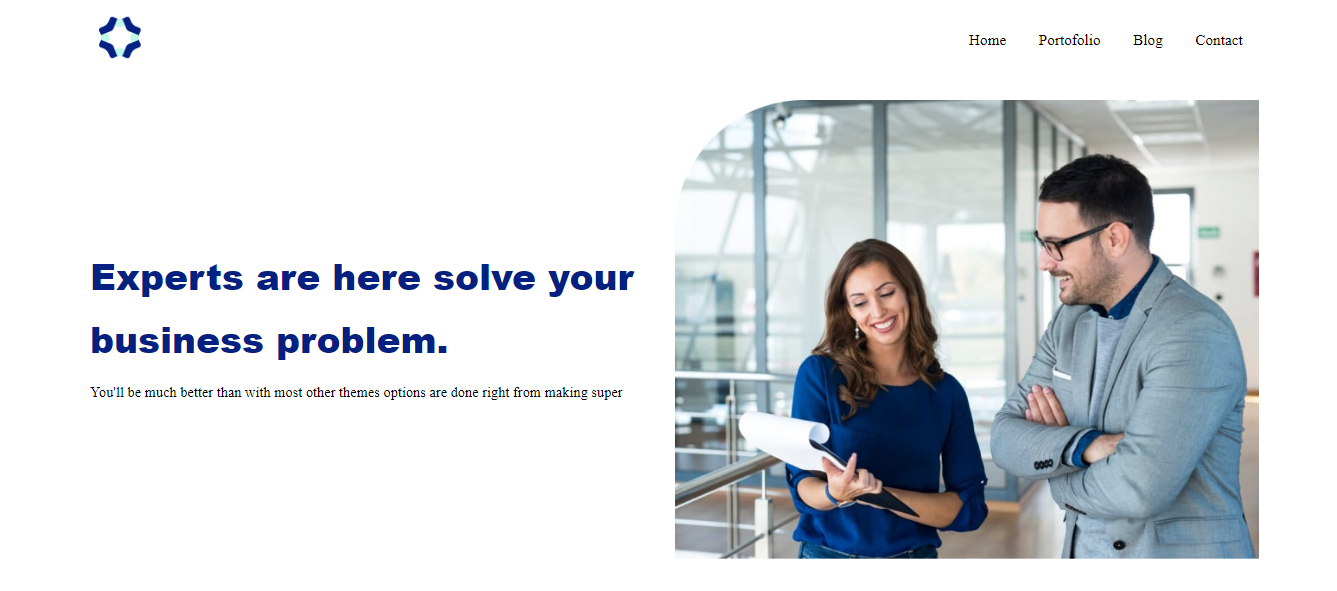 Home Portofolio Blog Contact
Experts are here solve your
business problem.
You'll be much better than with most other themes options are done right from making super